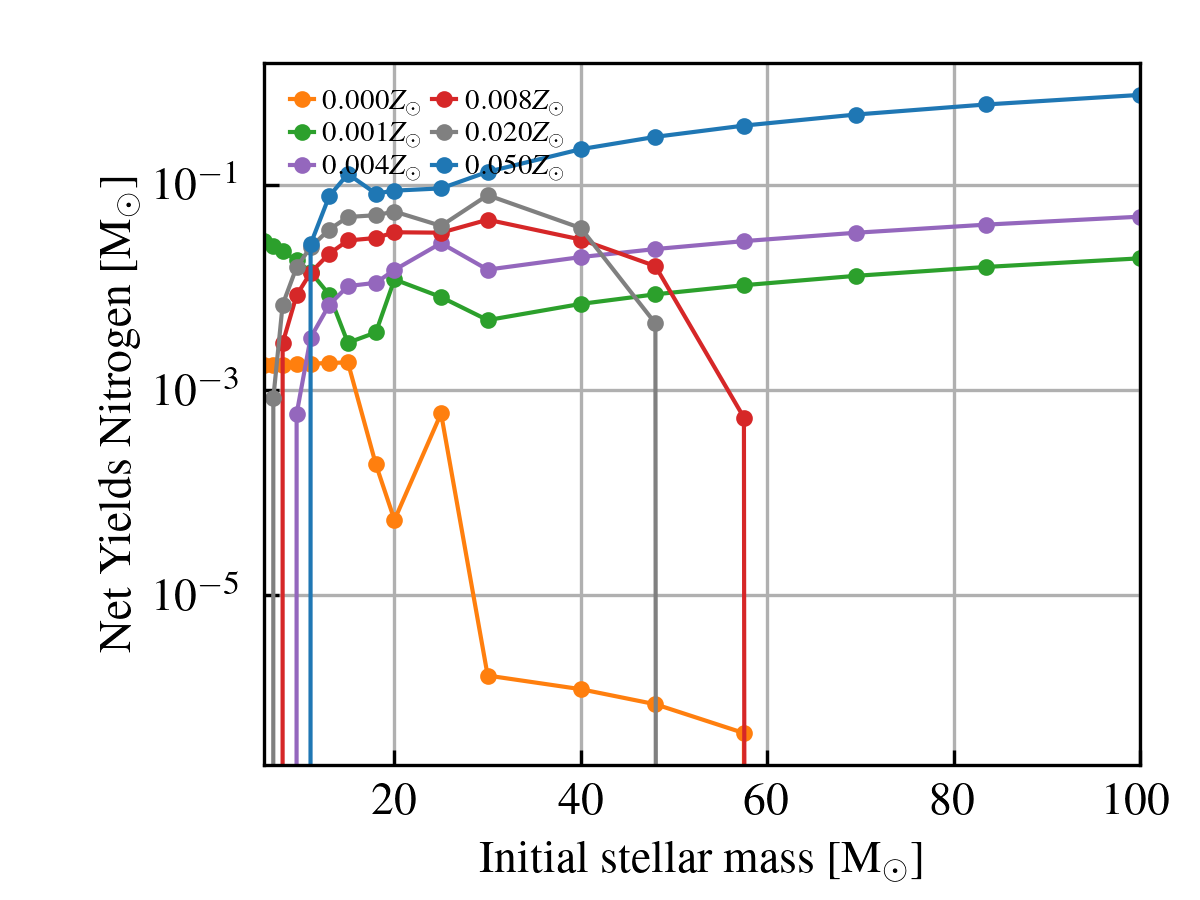 0.000Z☉ 0.008Z☉
0.001Z☉ 0.020Z☉
0.004Z☉ 0.050Z☉
10⁻¹
10⁻³
10⁻⁵
Net Yields Nitrogen [M☉]
20 40 60 80 100
Initial stellar mass [M☉]